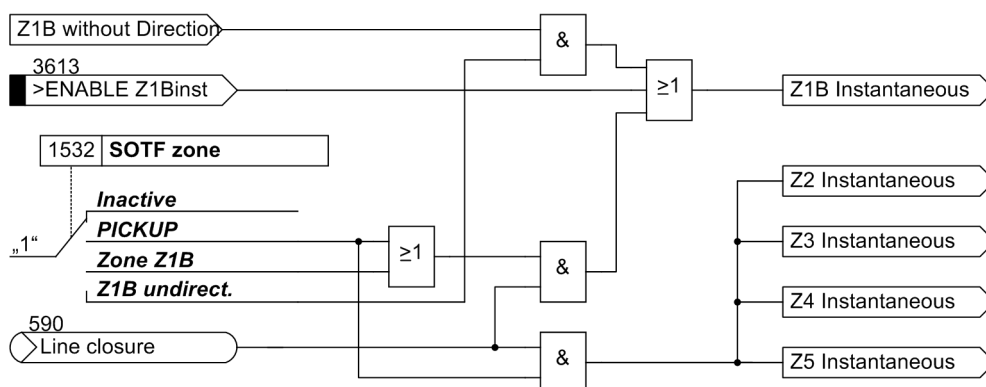 Z1B without Direction
&
3613
>ENABLE Z1Binst
≥1
Z1B Instantaneous
1532 SOTF zone
Z2 Instantaneous
Inactive
„1“
PICKUP
≥1
&
Z3 Instantaneous
Zone Z1B
Z1B undirect.
Z4 Instantaneous
590
Line closure
&
Z5 Instantaneous